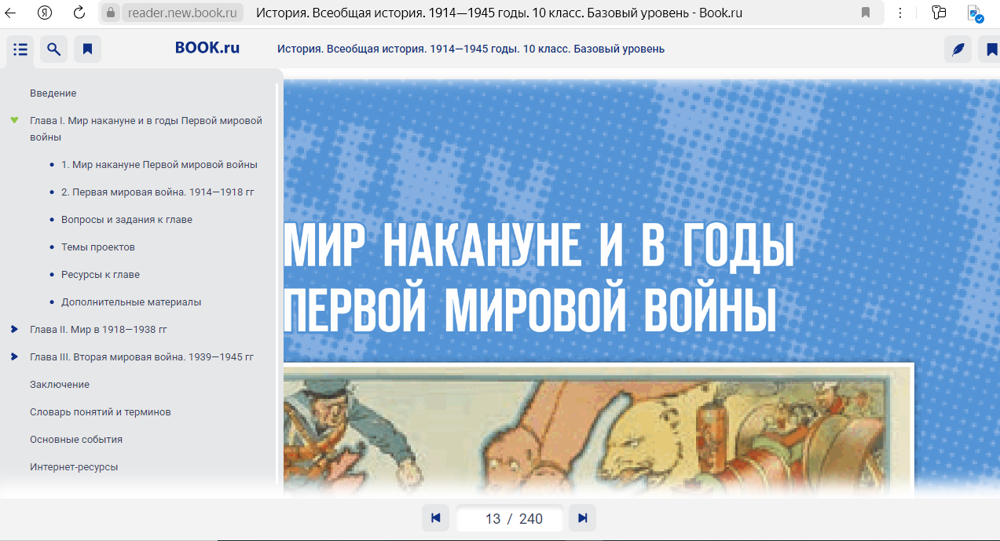 reader.new.book.ru
История. Всеобщая история. 1914—1945 годы. 10 класс. Базовый уровень - Book.ru
BOOK.ru
История. Всеобщая история. 1914—1945 годы. 10 класс. Базовый уровень
Введение
Глава I. Мир накануне и в годы Первой мировой
войны
1. Мир накануне Первой мировой войны
2. Первая мировая война. 1914—1918 гг
Вопросы и задания к главе
Темы проектов
Ресурсы к главе
Дополнительные материалы
Глава II. Мир в 1918—1938 гг
Глава III. Вторая мировая война. 1939—1945 гг
Заключение
Словарь понятий и терминов
Основные события
Интернет-ресурсы
МИР НАКАНУНЕ И В ГОДЫ
ПЕРВОЙ МИРОВОЙ ВОЙНЫ
13 / 240